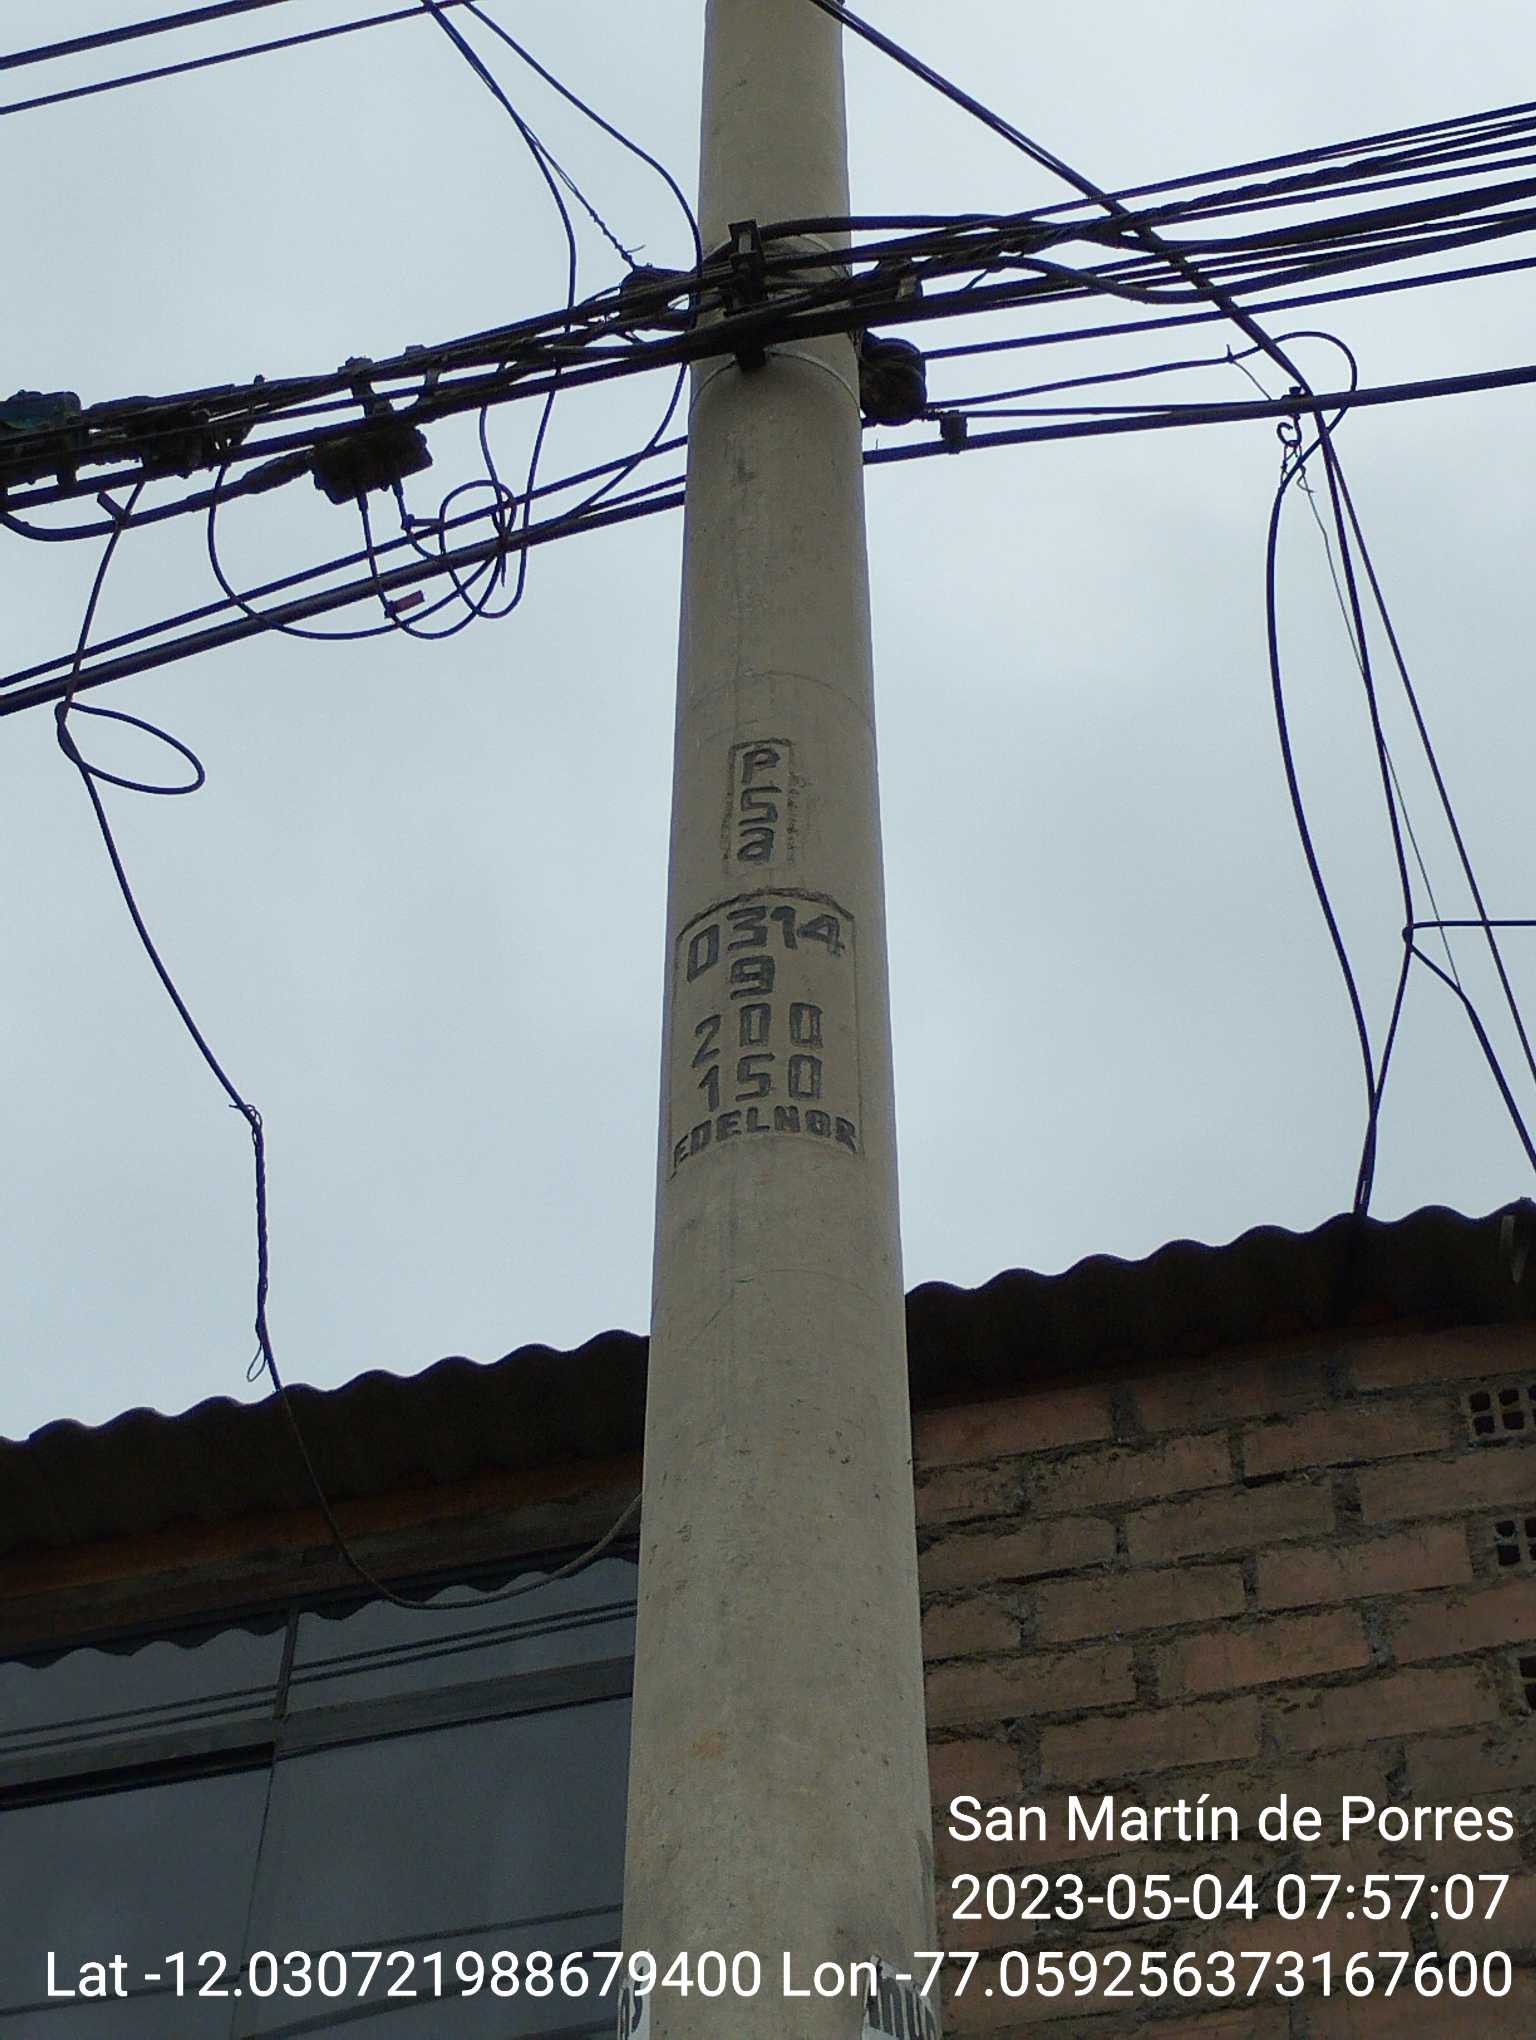 P
S
a
0314
9
200
150
EDELNOR
San Martín de Porres
2023-05-04 07:57:07
Lat -12.030721988679400 Lon -77.059256373167600